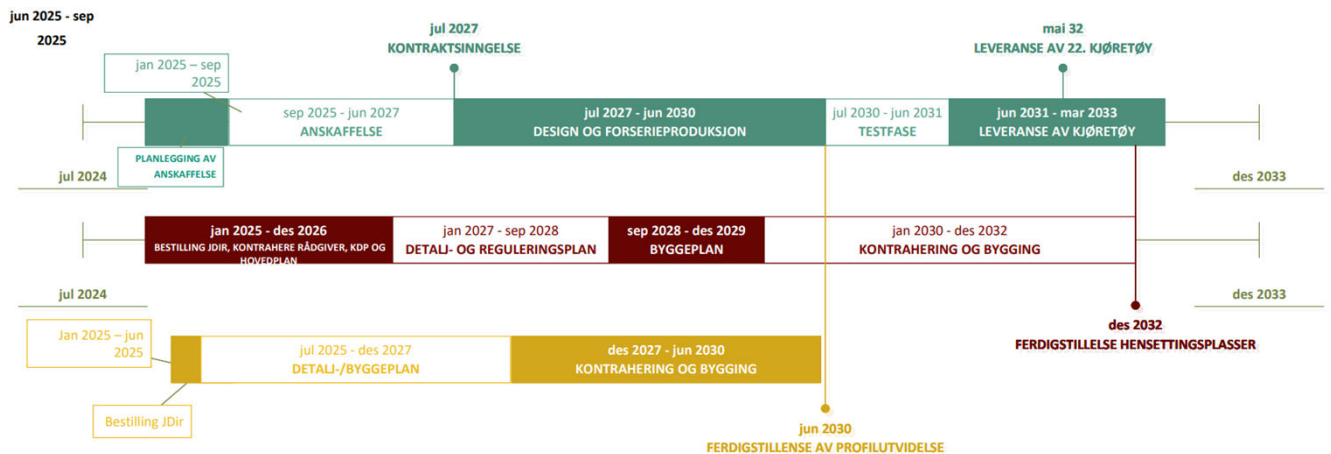 jun 2025 - sep
2025
jul 2027
KONTRAKTSINNGELSE
mai 32
LEVERANSE AV 22. KJØRETØY
jan 2025 – sep
2025
sep 2025 - jun 2027
ANSKAFFELSE
jul 2027 - jun 2030
DESIGN OG FORSERIEPRODUKSJON
jul 2030 - jun 2031
TESTFASE
jun 2031 - mar 2033
LEVERANSE AV KJØRETØY
PLANLEGGING AV
ANSKAFFELSE
jul 2024
des 2033
jan 2025 - des 2026
BESTILLING JDIR, KONTRAHERE RÅDGIVER, KDP OG
HOVEDPLAN
jan 2027 - sep 2028
DETALJ- OG REGULERINGSPLAN
sep 2028 - des 2029
BYGGEPLAN
jan 2030 - des 2032
KONTRAHERING OG BYGGING
jul 2024
des 2033
des 2032
FERDIGSTILLELSE HENSETTINGSPLASSER
Jan 2025 – jun
2025
jul 2025 - des 2027
DETALJ-/BYGGEPLAN
des 2027 - jun 2030
KONTRAHERING OG BYGGING
Bestilling JDir
jun 2030
FERDIGSTILLENSE AV PROFILUTVIDELSE